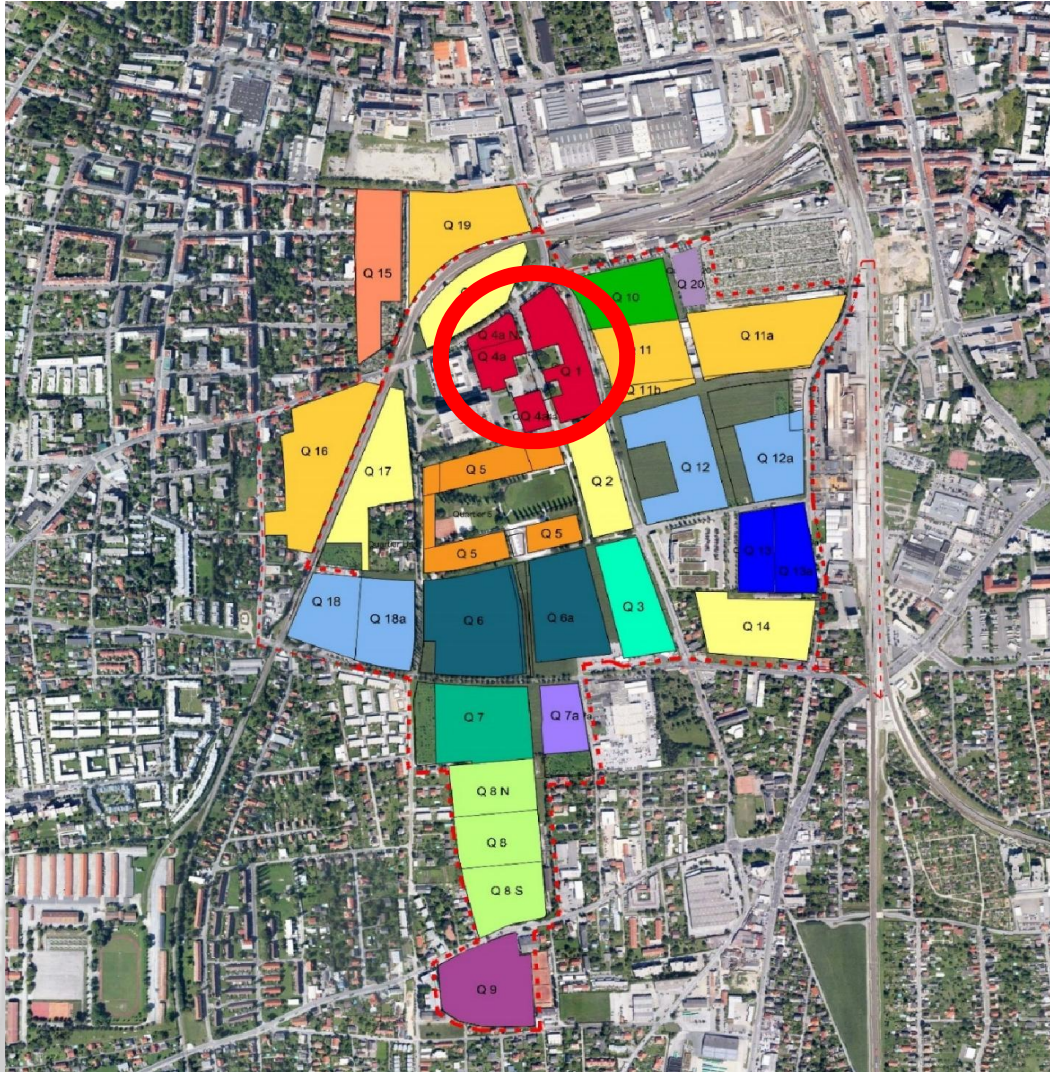 Q 19
Q 15
Q 20
Q 10
Q 4a N
Q 11a
Q 4a
11
Q 1
Q 11b
Q 4a
Q 16
Q 17
Q 5
Q 2
Q 12
Q 12a
Q 5
Q 5
Q 13
Q 13a
Q 18
Q 18a
Q 6
Q 6a
Q 3
Q 14
Q 7
Q 7a
Q 8 N
Q 8
Q 8 S
Q 9